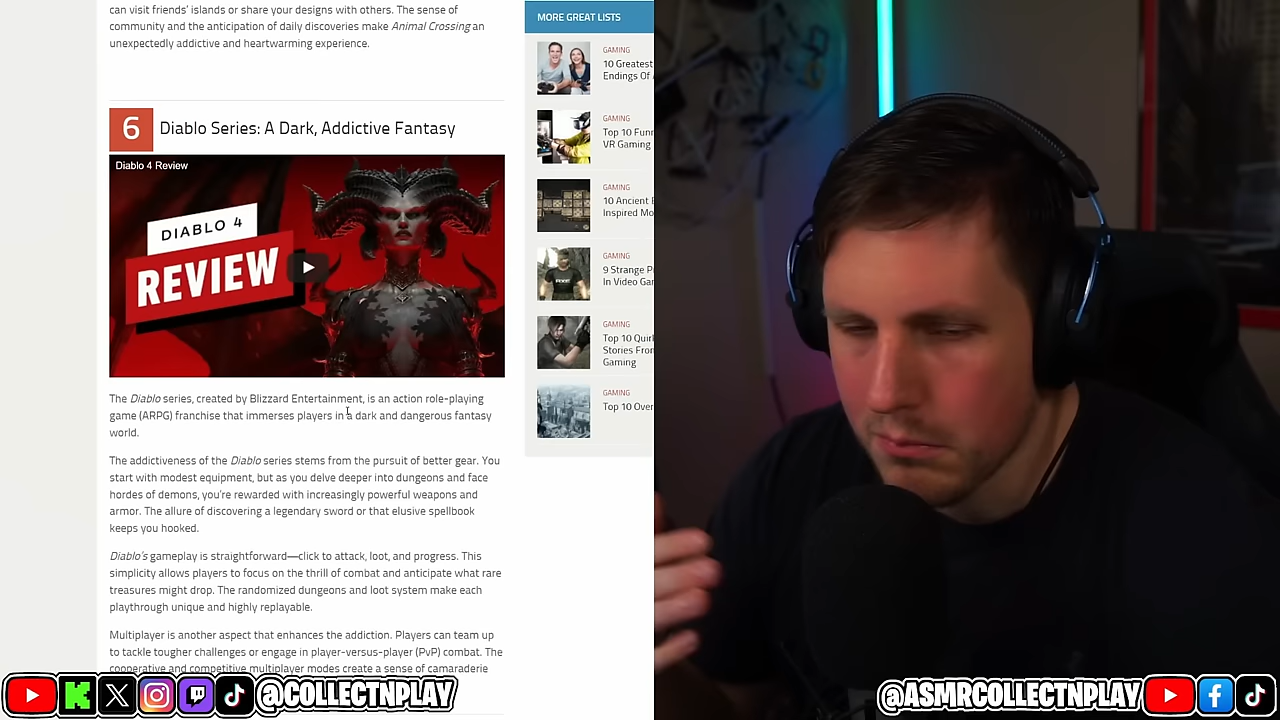 can visit friends' islands or share your designs with others. The sense of
community and the anticipation of daily discoveries make Animal Crossing an
unexpectedly addictive and heartwarming experience.
6 Diablo Series: A Dark, Addictive Fantasy
Diablo 4 Review
DIABLO 4
REVIEW
The Diablo series, created by Blizzard Entertainment, is an action role-playing
game (ARPG) franchise that immerses players in a dark and dangerous fantasy
world.
The addictiveness of the Diablo series stems from the pursuit of better gear. You
start with modest equipment, but as you delve deeper into dungeons and face
hordes of demons, you're rewarded with increasingly powerful weapons and
armor. The allure of discovering a legendary sword or that elusive spellbook
keeps you hooked.
Diablo's gameplay is straightforward—click to attack, loot, and progress. This
simplicity allows players to focus on the thrill of combat and anticipate what rare
treasures might drop. The randomized dungeons and loot system make each
playthrough unique and highly replayable.
Multiplayer is another aspect that enhances the addiction. Players can team up
to tackle tougher challenges or engage in player-versus-player (PvP) combat. The
cooperative and competitive multiplayer modes create a sense of camaraderie
MORE GREAT LISTS
GAMING
10 Greatest
Endings Of
GAMING
Top 10 Fun
VR Gaming
GAMING
10 Ancient
Inspired Mo
GAMING
9 Strange P
In Video Ga
GAMING
Top 10 Quir
Stories From
Gaming
GAMING
Top 10 Over
@COLLECTNPLAY
@ASMRCOLLECTNPLAY